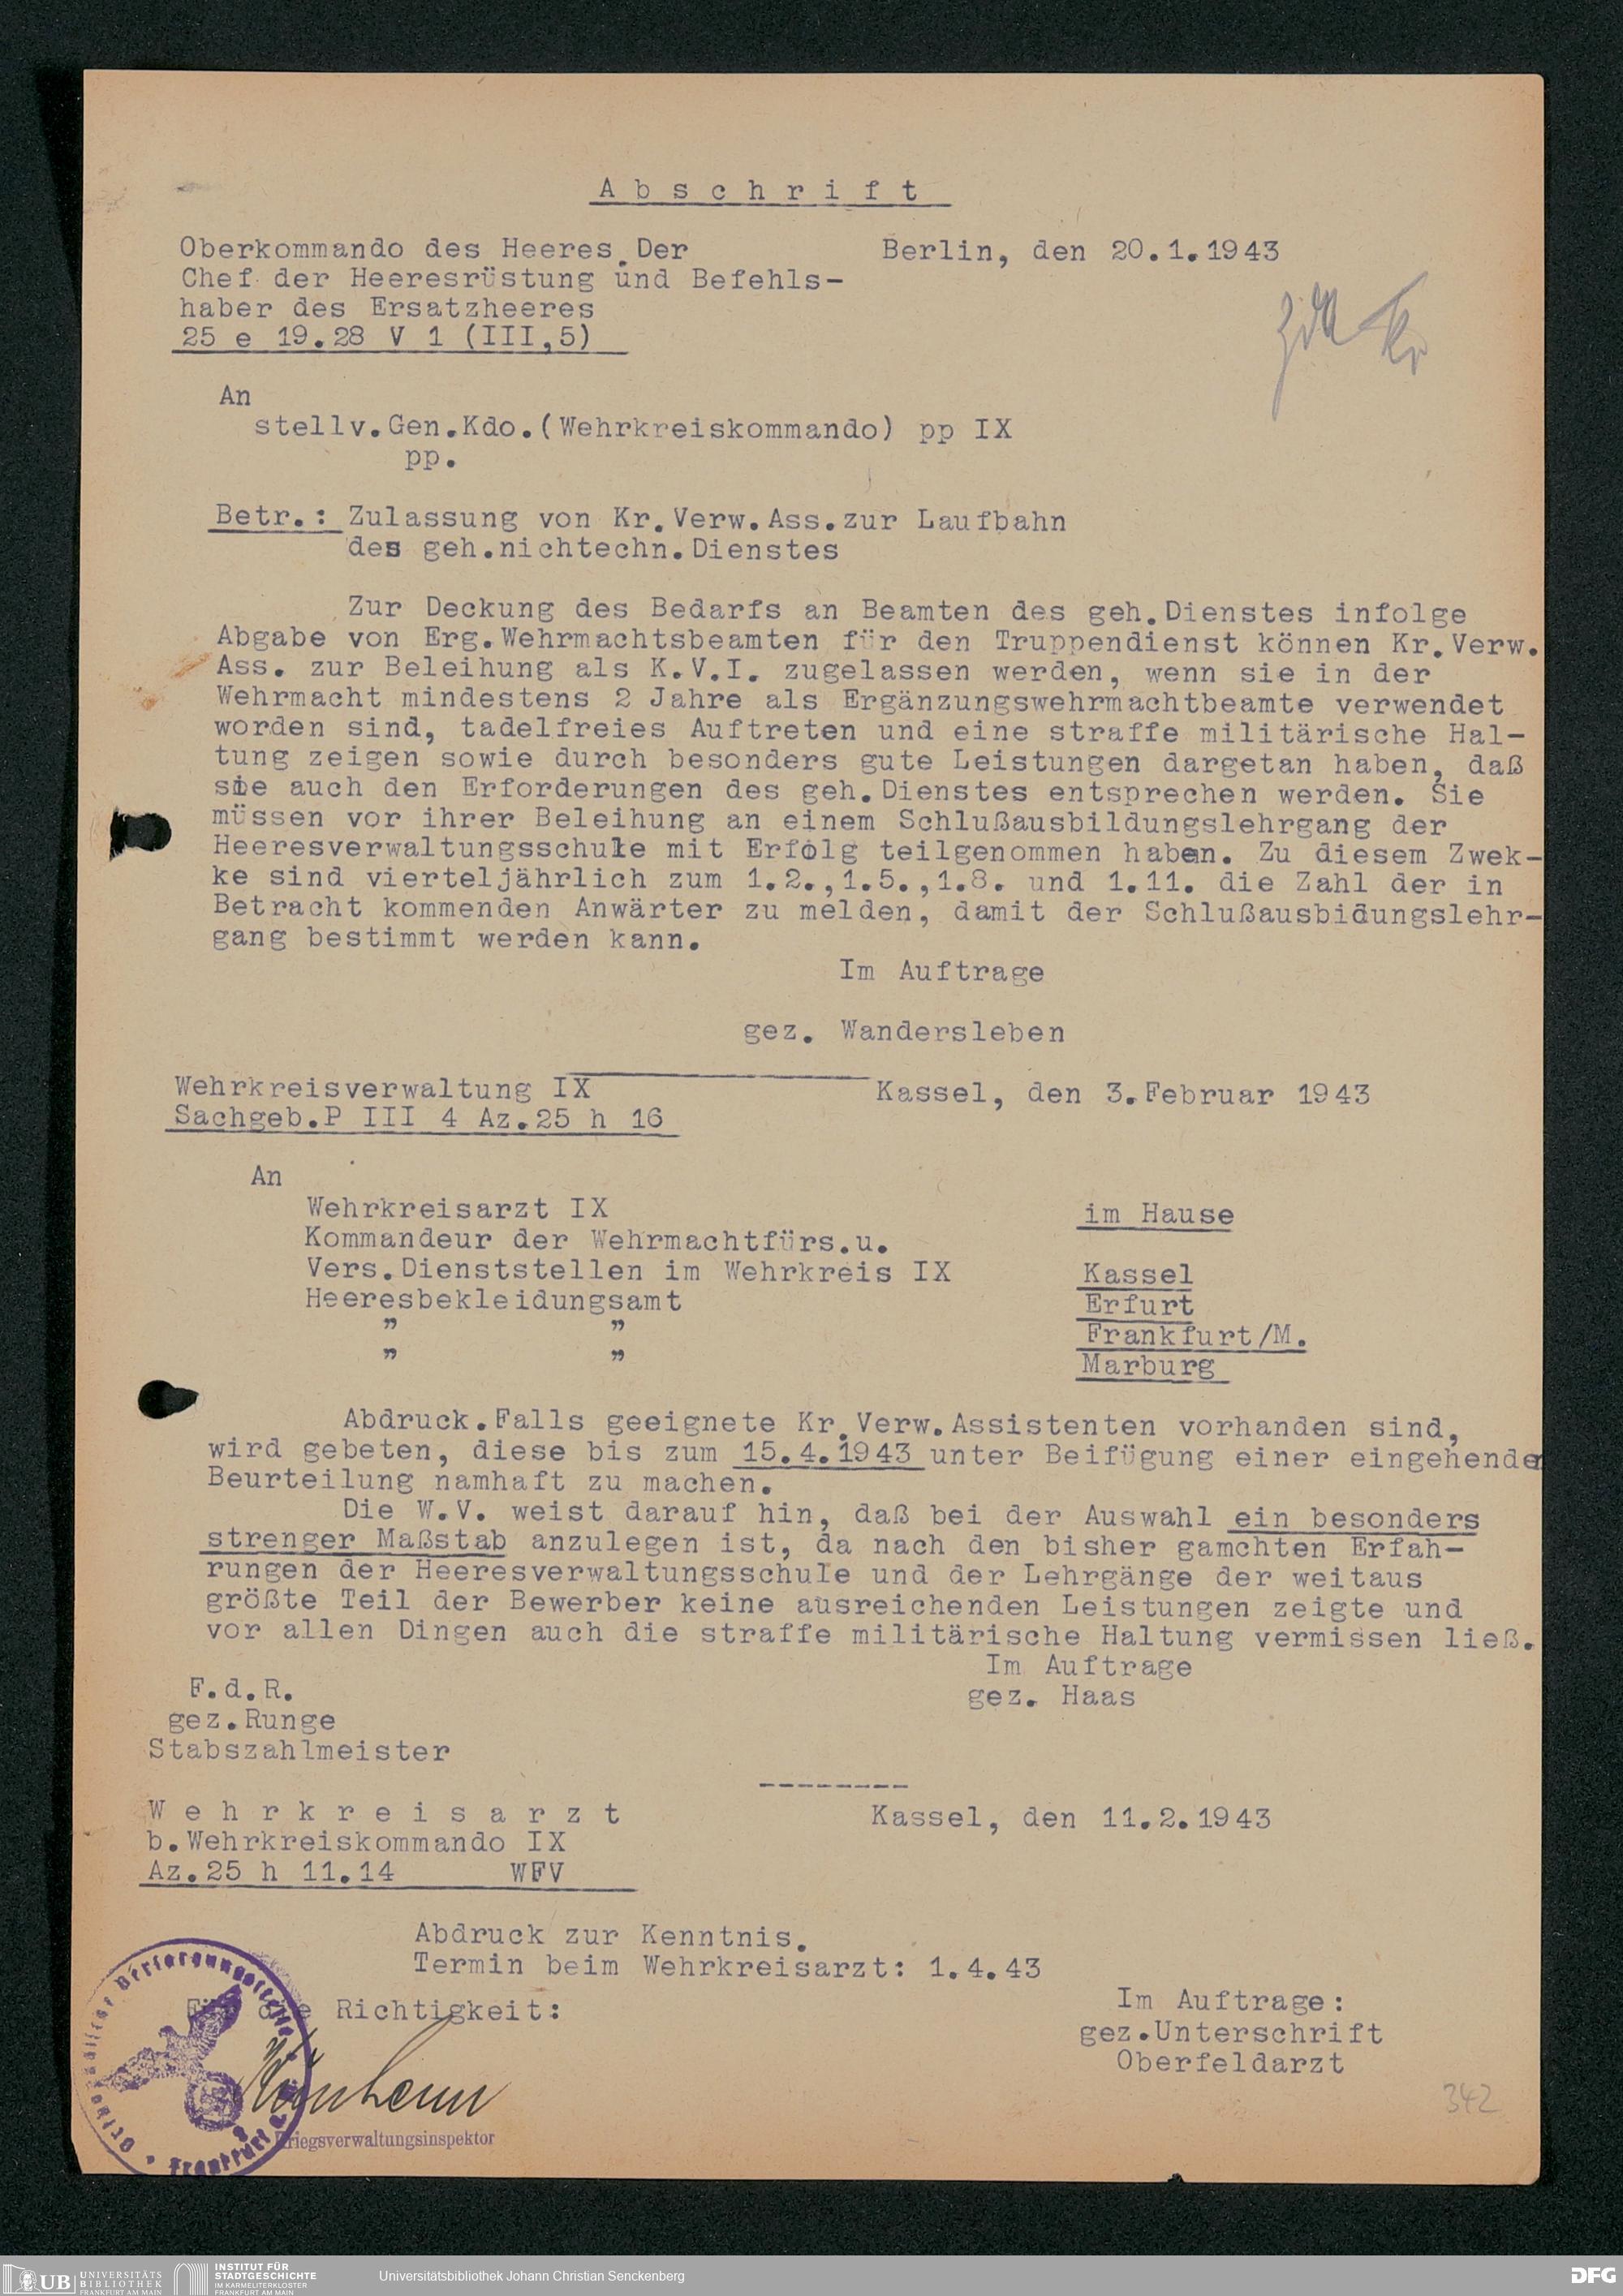 Abschrift
Oberkommando des Heeres.Der
Chef der Heeresrüstung und Befehls-
haber des Ersatzheeres
25 e 19.28 V 1 (III,5)
Berlin, den 20.1.1943
An
stellv.Gen.Kdo.(Wehrkreiskommando) pp IX
pp.
Betr.: Zulassung von Kr.Verw.Ass.zur Laufbahn
des geh.nichtechn.Dienstes
Zur Deckung des Bedarfs an Beamten des geh.Dienstes infolge
Abgabe von Erg.Wehrmachtsbeamten für den Truppendienst können Kr.Verw.
Ass. zur Beleihung als K.V.I. zugelassen werden, wenn sie in der
Wehrmacht mindestens 2 Jahre als Ergänzungswehrmachtbeamte verwendet
worden sind, tadelfreies Auftreten und eine straffe militärische Hal-
tung zeigen sowie durch besonders gute Leistungen dargetan haben, daß
sie auch den Erforderungen des geh.Dienstes entsprechen werden. Sie
müssen vor ihrer Beleihung an einem Schlußausbildungslehrgang der
Heeresverwaltungsschule mit Erfolg teilgenommen haben. Zu diesem Zwek-
ke sind vierteljährlich zum 1.2.,1.5.,1.8. und 1.11. die Zahl der in
Betracht kommenden Anwärter zu melden, damit der Schlußausbidungslehr-
gang bestimmt werden kann.
Im Auftrage
gez. Wandersleben
Wehrkreisverwaltung IX
Sachgeb.P III 4 Az.25 h 16
Kassel, den 3.Februar 1943
An
Wehrkreisarzt IX im Hause
Kommandeur der Wehrmachtfürs.u.
Vers.Dienststellen im Wehrkreis IX Kassel
Heeresbekleidungsamt Erfurt
" " Frankfurt/M.
" " Marburg
Abdruck.Falls geeignete Kr.Verw.Assistenten vorhanden sind,
wird gebeten, diese bis zum 15.4.1943 unter Beifügung einer eingehenden
Beurteilung namhaft zu machen.
Die W.V. weist darauf hin, daß bei der Auswahl ein besonders
strenger Maßstab anzulegen ist, da nach den bisher gamchten Erfah-
rungen der Heeresverwaltungsschule und der Lehrgänge der weitaus
größte Teil der Bewerber keine ausreichenden Leistungen zeigte und
vor allen Dingen auch die straffe militärische Haltung vermissen ließ.
Im Auftrage
gez. Haas
F.d.R.
gez.Runge
Stabszahlmeister
Wehrkreisarzt
b.Wehrkreiskommando IX
Az.25 h 11.14 WFV
Kassel, den 11.2.1943
Abdruck zur Kenntnis.
Termin beim Wehrkreisarzt: 1.4.43
Für die Richtigkeit:
Im Auftrage:
gez.Unterschrift
Oberfeldarzt
Kriegsverwaltungsinspektor
342
UB UNIVERSITÄTS
BIBLIOTHEK
FRANKFURT AM MAIN
INSTITUT FÜR
STADTGESCHICHTE
IM KARMELITERKLOSTER
FRANKFURT AM MAIN
Universitätsbibliothek Johann Christian Senckenberg
DFG